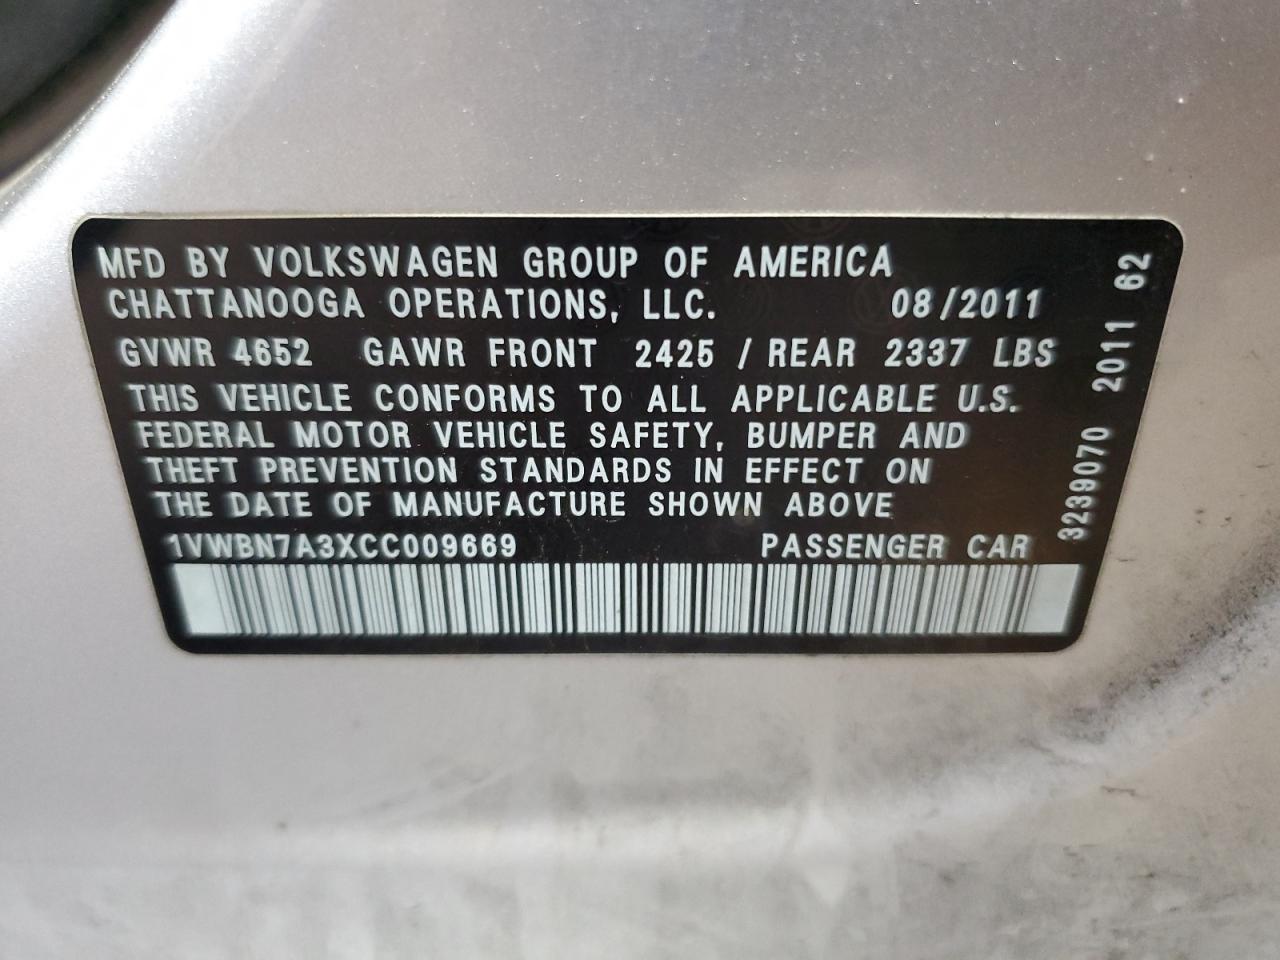 MFD BY VOLKSWAGEN GROUP OF AMERICA
CHATTANOOGA OPERATIONS, LLC. 08/2011
GVWR 4652 GAWR FRONT 2425 / REAR 2337 LBS
THIS VEHICLE CONFORMS TO ALL APPLICABLE U.S.
FEDERAL MOTOR VEHICLE SAFETY, BUMPER AND
THEFT PREVENTION STANDARDS IN EFFECT ON
THE DATE OF MANUFACTURE SHOWN ABOVE
1VWBN7A3XCC009669 PASSENGER CAR
3239070 2011 62